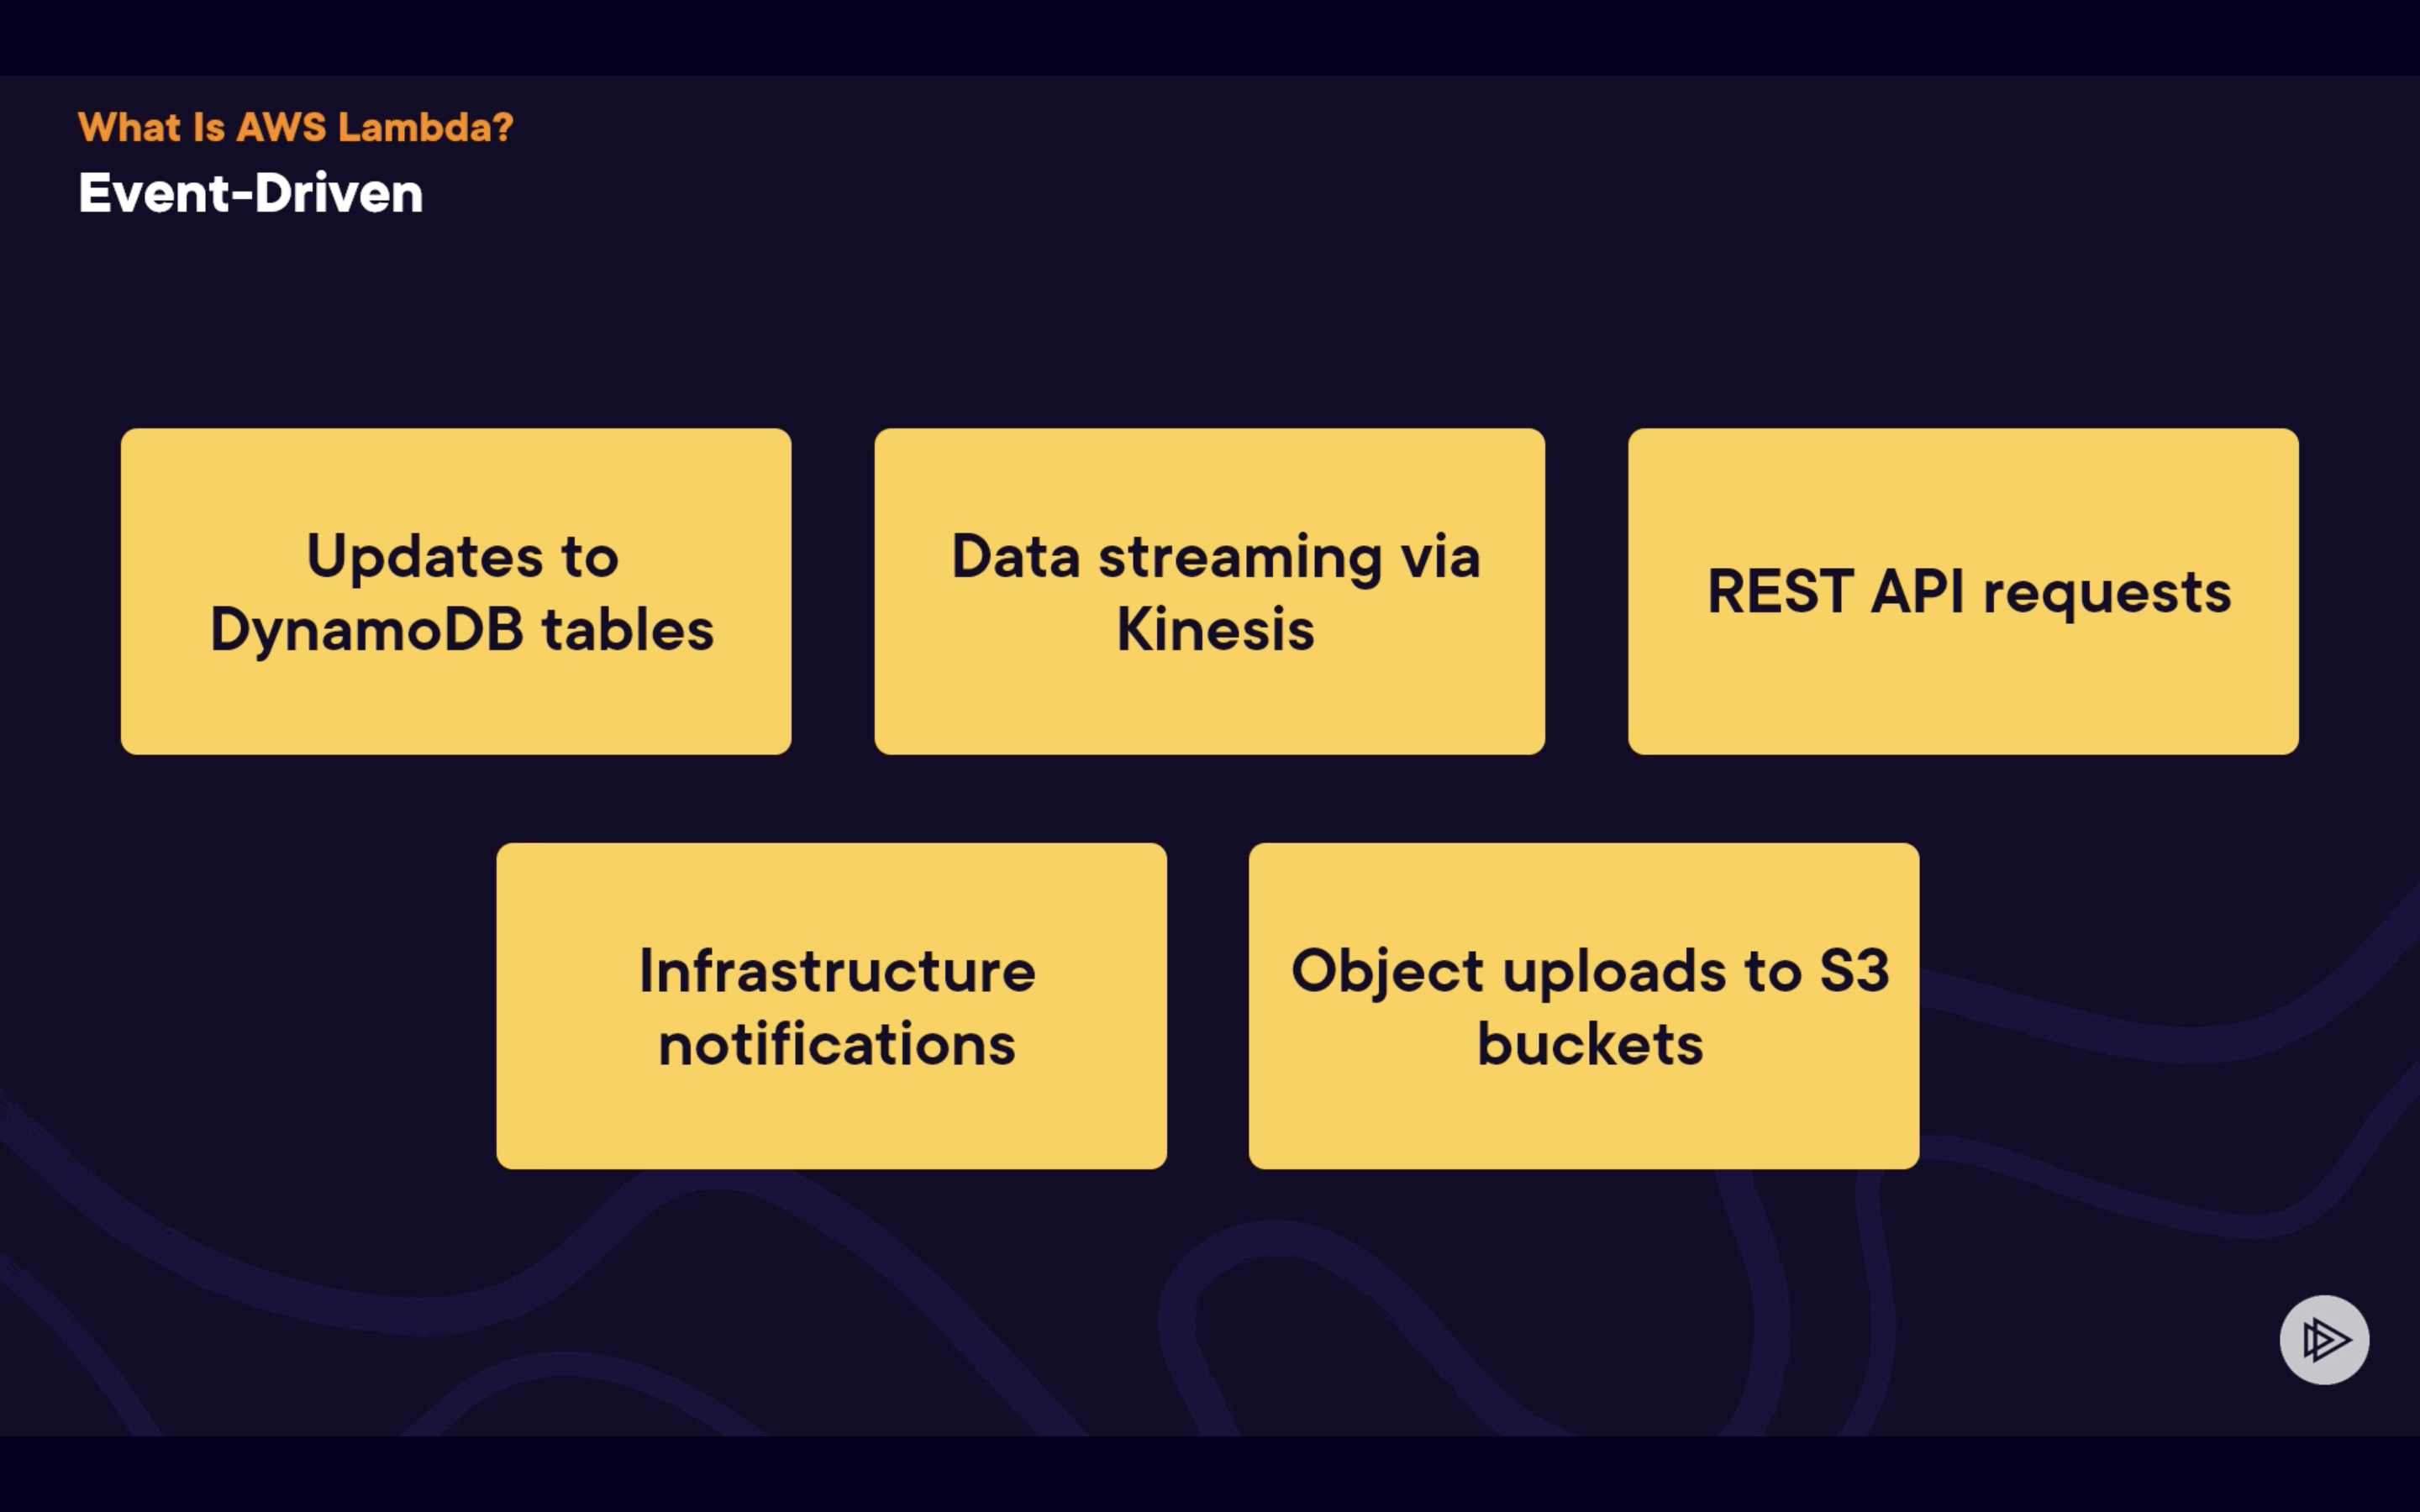 What Is AWS Lambda?
Event-Driven
Updates to
DynamoDB tables
Data streaming via
Kinesis
REST API requests
Infrastructure
notifications
Object uploads to S3
buckets